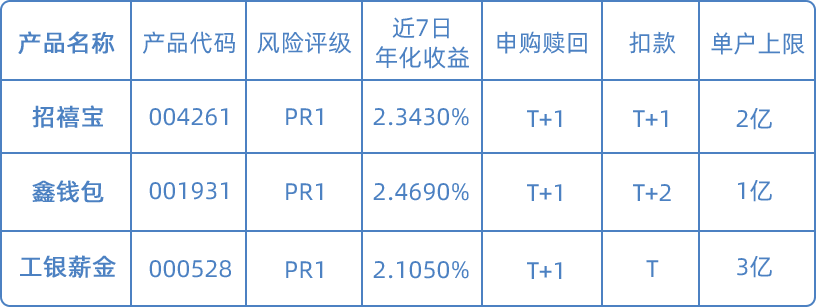 产品名称 产品代码 风险评级 近7日年化收益 申购赎回 扣款 单户上限
招禧宝 004261 PR1 2.3430% T+1 T+1 2亿
鑫钱包 001931 PR1 2.4690% T+1 T+2 1亿
工银薪金 000528 PR1 2.1050% T+1 T 3亿